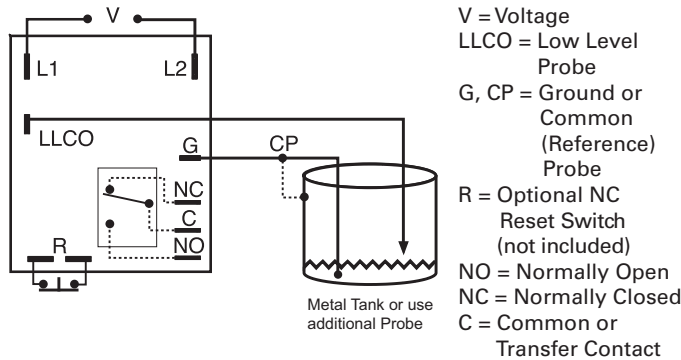 V
L1
L2
LLCO
G
CP
NC
C
NO
R
Metal Tank or use
additional Probe
V = Voltage
LLCO = Low Level
Probe
G, CP = Ground or
Common
(Reference)
Probe
R = Optional NC
Reset Switch
(not included)
NO = Normally Open
NC = Normally Closed
C = Common or
Transfer Contact